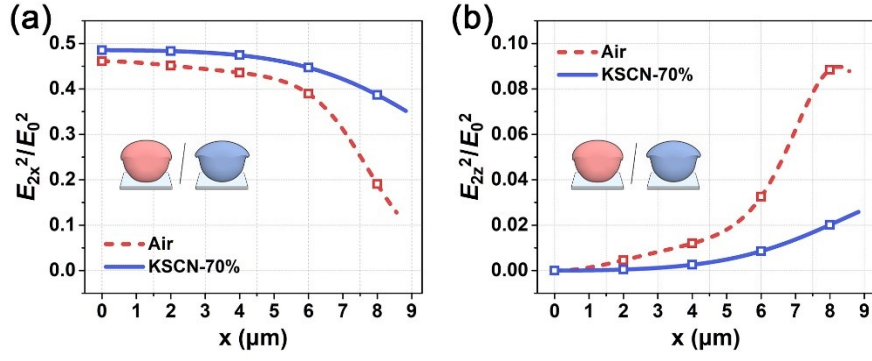 (a)
E2x²/E0²
0.5
0.4
0.3
0.2
0.1
0.0
Air
KSCN-70%
0 1 2 3 4 5 6 7 8 9
x (μm)
(b)
E2z²/E0²
0.10
0.08
0.06
0.04
0.02
0.00
Air
KSCN-70%
0 1 2 3 4 5 6 7 8 9
x (μm)